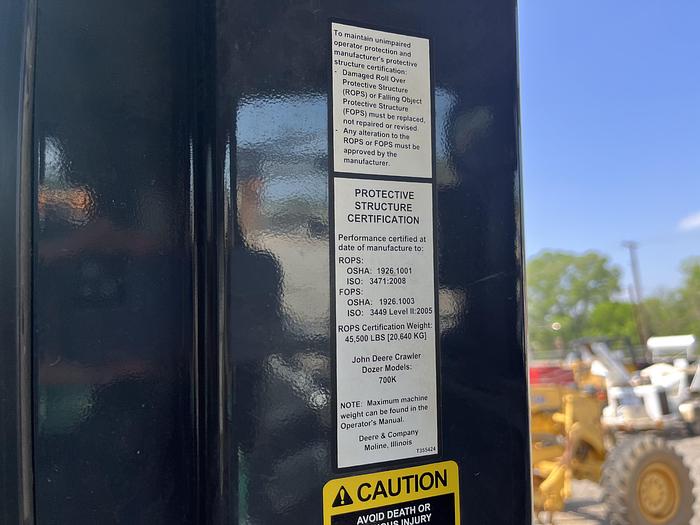 To maintain unimpaired
operator protection and
manufacturer's protective
structure certification:
- Damaged Roll Over
Protective Structure
(ROPS) or Falling Object
Protective Structure
(FOPS) must be replaced,
not repaired or revised.
- Any alteration to the
ROPS or FOPS must be
approved by the
manufacturer.
PROTECTIVE
STRUCTURE
CERTIFICATION
Performance certified at
date of manufacture to:
ROPS:
OSHA: 1926.1001
ISO: 3471:2008
FOPS:
OSHA: 1926.1003
ISO: 3449 Level II:2005
ROPS Certification Weight:
45,500 LBS [20,640 KG]
John Deere Crawler
Dozer Models:
700K
NOTE: Maximum machine
weight can be found in the
Operator's Manual.
Deere & Company
Moline, Illinois
T355424
CAUTION
AVOID DEATH OR
INJURY